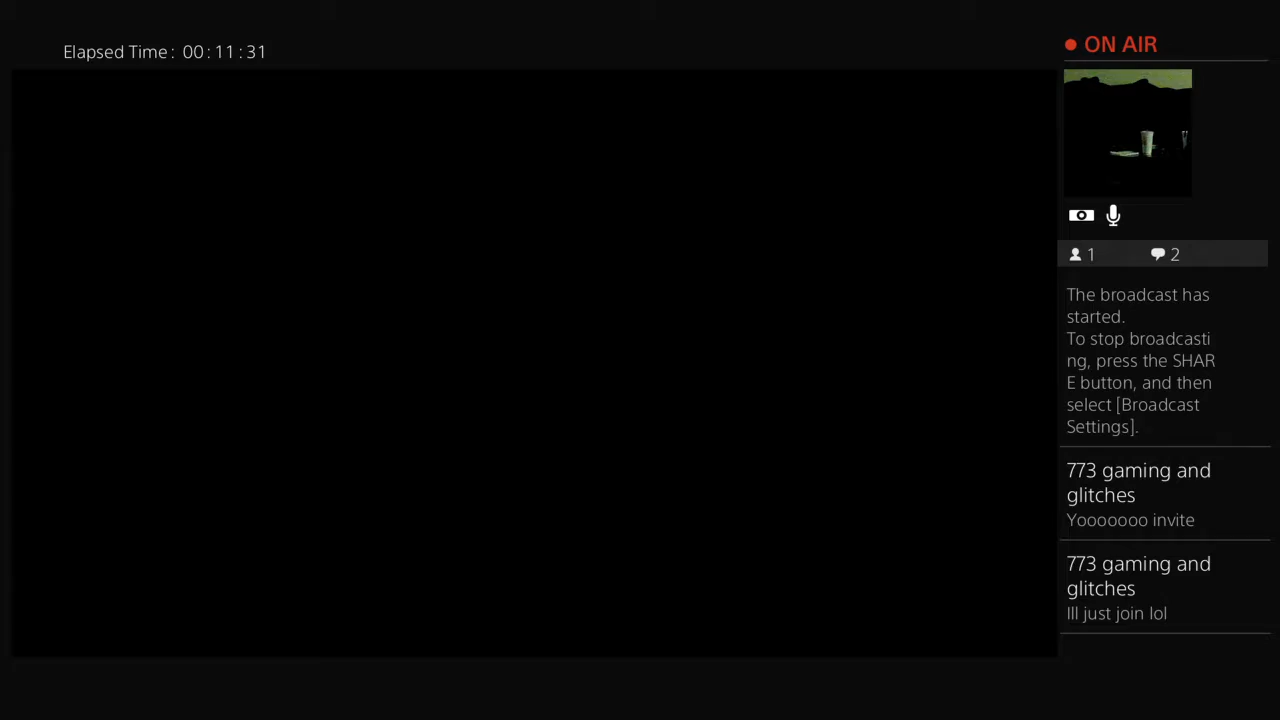 Elapsed Time: 00:11:31
ON AIR
1 2
The broadcast has
started.
To stop broadcasti
ng, press the SHAR
E button, and then
select [Broadcast
Settings].
773 gaming and
glitches
Yooooooo invite
773 gaming and
glitches
Ill just join lol